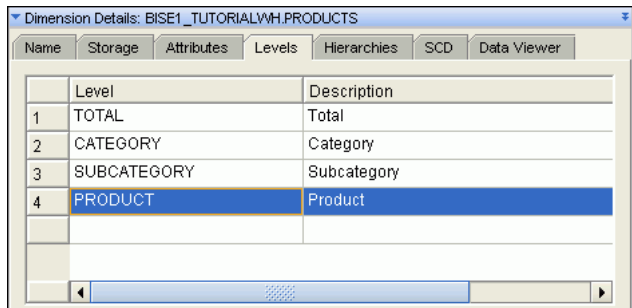 Dimension Details: BISE1_TUTORIALWH.PRODUCTS
Name Storage Attributes Levels Hierarchies SCD Data Viewer
Level Description
1 TOTAL Total
2 CATEGORY Category
3 SUBCATEGORY Subcategory
4 PRODUCT Product